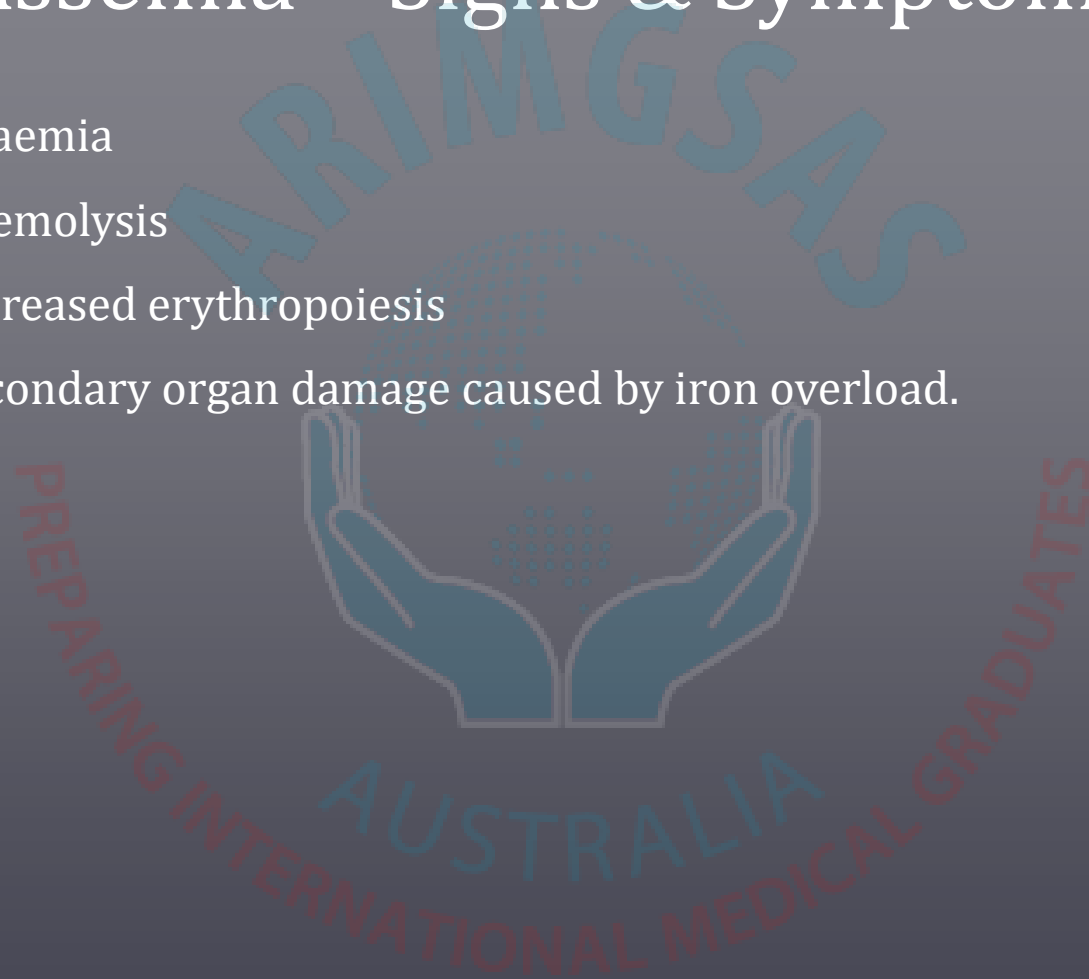 ssemia – signs & symptom
aemia
emolysis
creased erythropoiesis
condary organ damage caused by iron overload.
ARIMGSAS
AUSTRALIA
PREPARING INTERNATIONAL MEDICAL GRADUATES